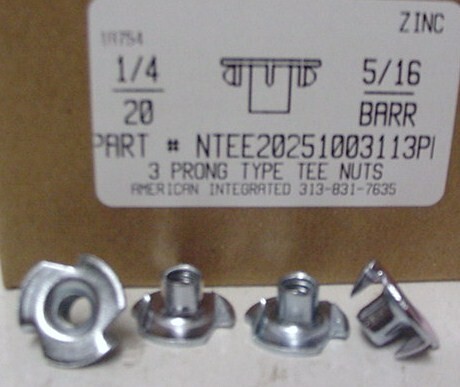 ZINC
1A754
1/4
20
5/16
BARR
PART # NTEE20251003113P
3 PRONG TYPE TEE NUTS
AMERICAN INTEGRATED 313-831-7635